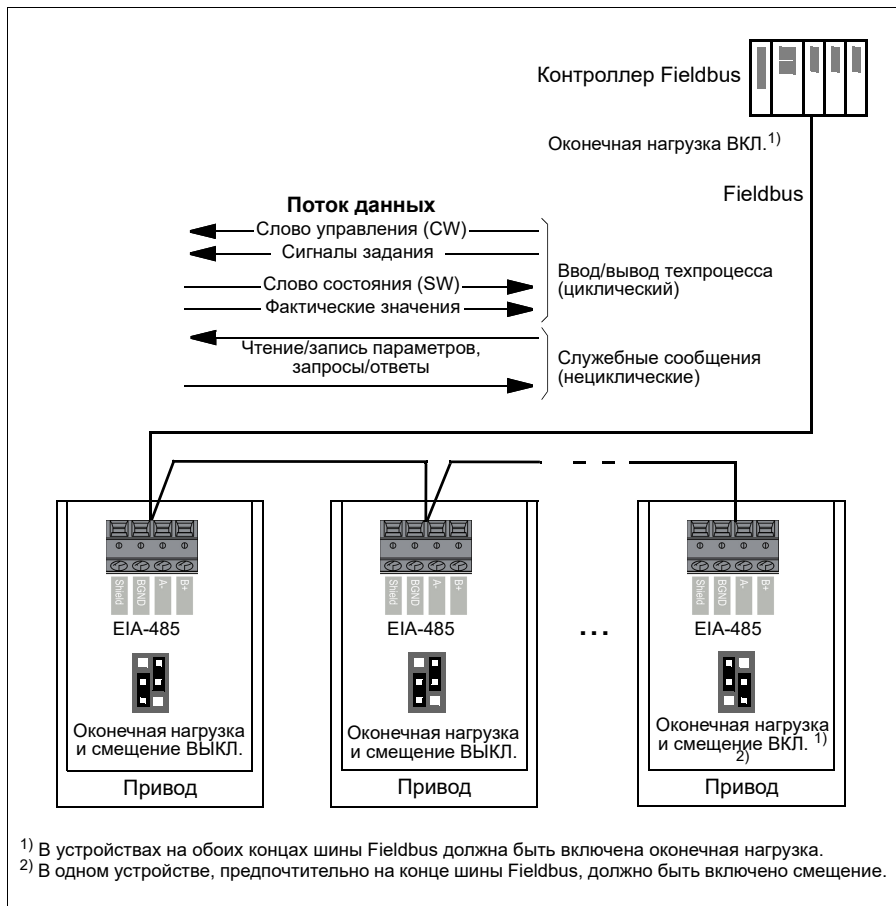 Контроллер Fieldbus
Оконечная нагрузка ВКЛ.1)
Fieldbus
Поток данных
Слово управления (CW)
Сигналы задания
Слово состояния (SW)
Фактические значения
Ввод/вывод техпроцесса
(циклический)
Чтение/запись параметров,
запросы/ответы
Служебные сообщения
(нециклические)
Shield
BGND
A-
B+
EIA-485
Оконечная нагрузка
и смещение ВЫКЛ.
Привод
Shield
BGND
A-
B+
EIA-485
Оконечная нагрузка
и смещение ВЫКЛ.
Привод
...
Shield
BGND
A-
B+
EIA-485
Оконечная нагрузка
и смещение ВКЛ. 1)
2)
Привод
1) В устройствах на обоих концах шины Fieldbus должна быть включена оконечная нагрузка.
2) В одном устройстве, предпочтительно на конце шины Fieldbus, должно быть включено смещение.